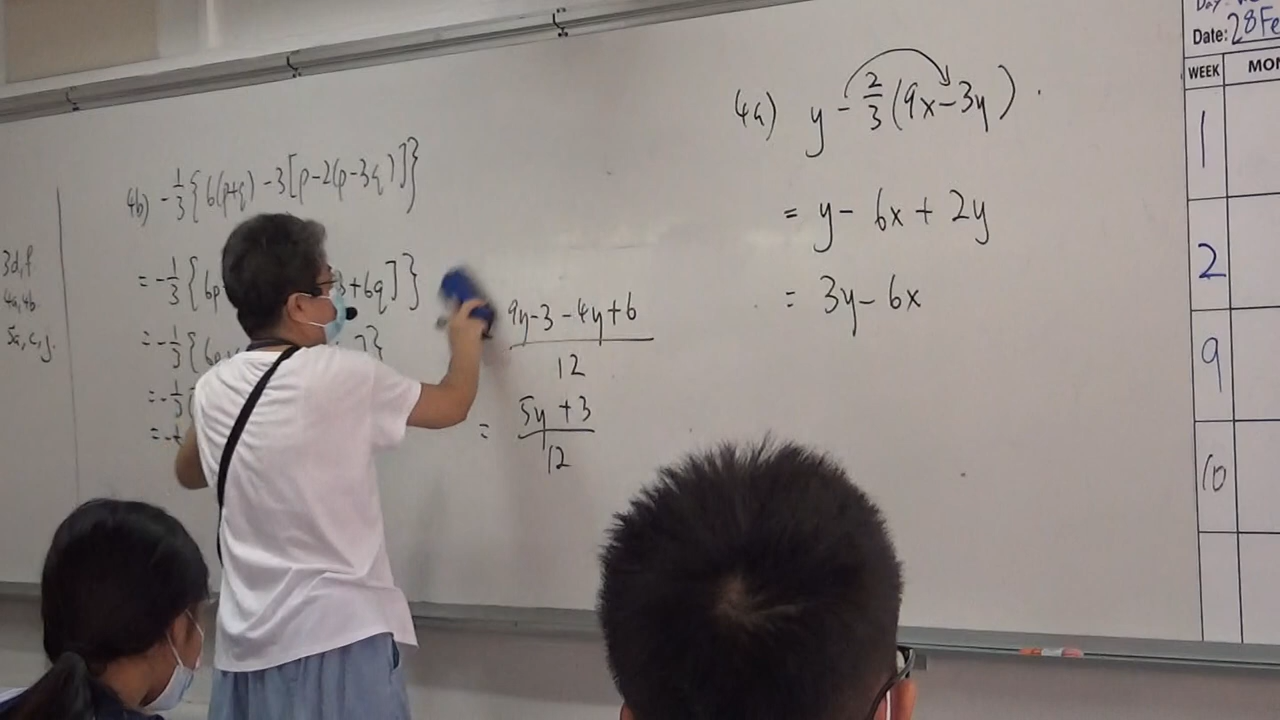 3d,f
4a,4b
5a,c,j.
4b) -1/3{6(p+q)-3[p-2(p-3q)]}
=-1/3{6p
+6q]}
=-1/3{6p
]}
=-1/3
=-
9y-3-4y+6
12
= 5y+3
12
4a) y-2/3(9x-3y).
= y-6x+2y
= 3y-6x
Day:
Date: 28 Fe
WEEK MON
1
2
9
10